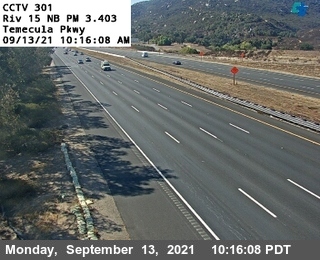 CCTV 301
Riv 15 NB PM 3.403
Temecula Pkwy
09/13/21 10:16:08 AM
Monday, September 13, 2021 10:16:08 PDT